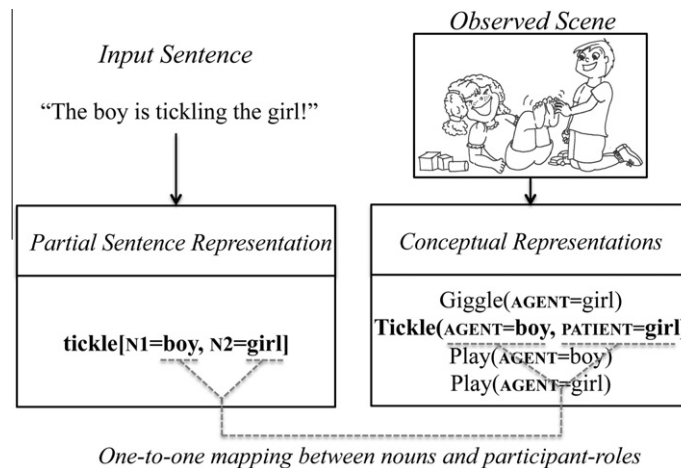 Observed Scene
Input Sentence
“The boy is tickling the girl!”
Partial Sentence Representation
tickle[N1=boy, N2=girl]
Conceptual Representations
Giggle(AGENT=girl)
Tickle(AGENT=boy, PATIENT=girl)
Play(AGENT=boy)
Play(AGENT=girl)
One-to-one mapping between nouns and participant-roles